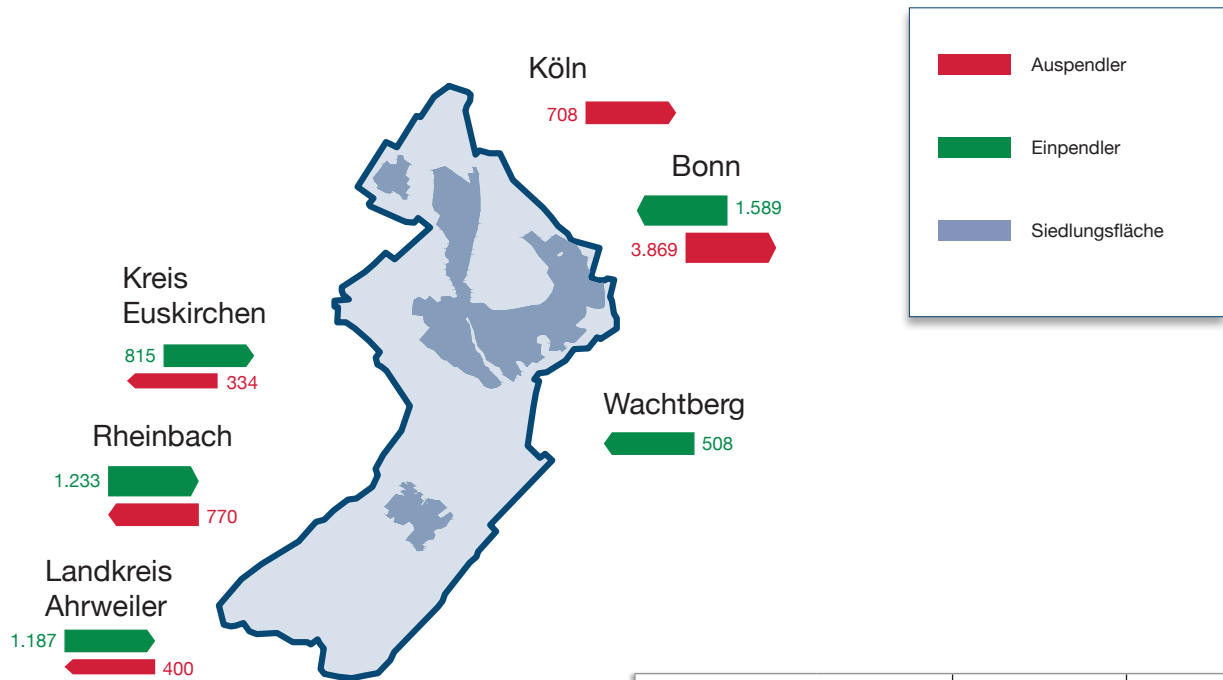 Köln
708
Bonn
1.589
3.869
Kreis
Euskirchen
815
334
Rheinbach
1.233
770
Landkreis
Ahrweiler
1.187
400
Wachtberg
508
Auspendler
Einpendler
Siedlungsfläche